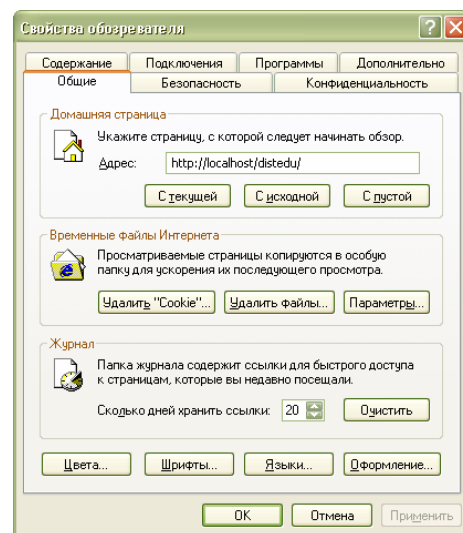 Свойства обозревателя
Содержание Подключения Программы Дополнительно
Общие Безопасность Конфиденциальность
Домашняя страница
Укажите страницу, с которой следует начинать обзор.
Адрес: http://localhost/distedu/
С текущей С исходной С пустой
Временные файлы Интернета
Просматриваемые страницы копируются в особую
папку для ускорения их последующего просмотра.
Удалить "Cookie"... Удалить файлы... Параметры...
Журнал
Папка журнала содержит ссылки для быстрого доступа
к страницам, которые вы недавно посещали.
Сколько дней хранить ссылки: 20 Очистить
Цвета... Шрифты... Языки... Оформление...
OK Отмена Применить